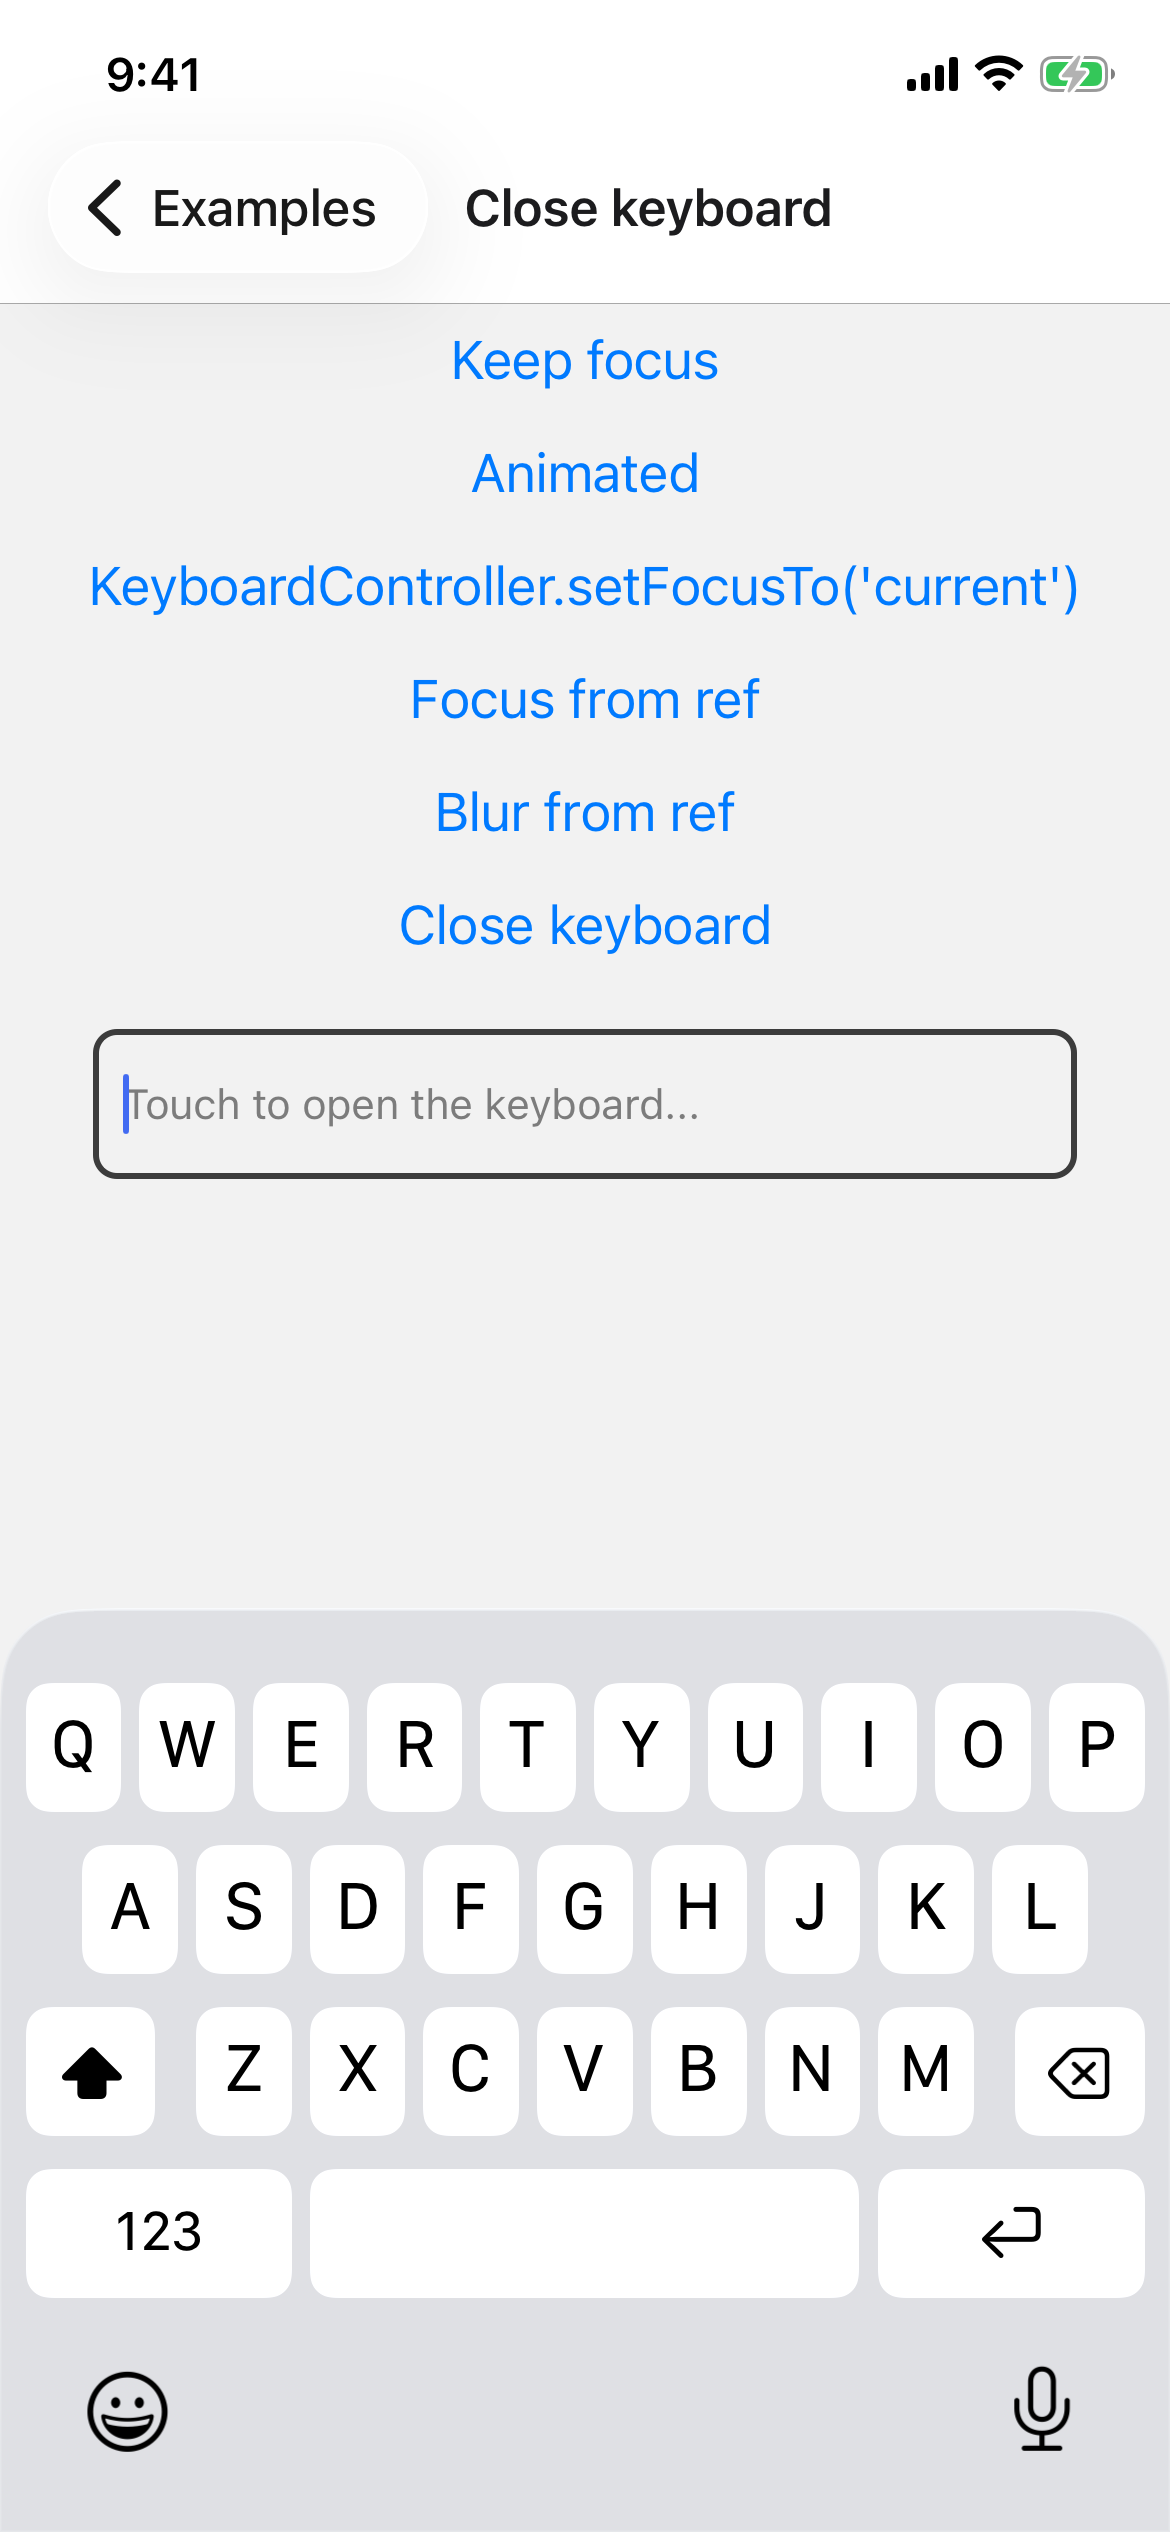 9:41
Examples
Close keyboard
Keep focus
Animated
KeyboardController.setFocusTo('current')
Focus from ref
Blur from ref
Close keyboard
Touch to open the keyboard...
Q W E R T Y U I O P
A S D F G H J K L
Z X C V B N M
123